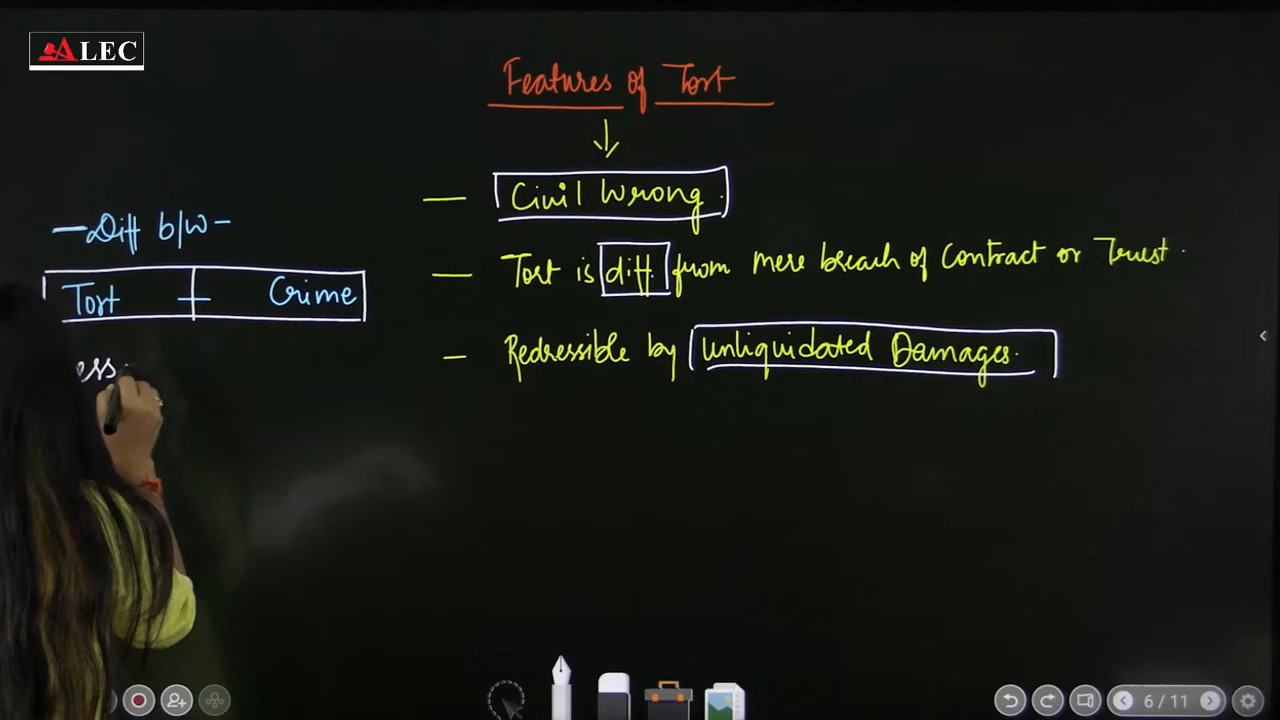 ALEC
Features of Tort
— Civil Wrong.
— Diff b/w —
— Tort is diff. from mere breach of Contract or Trust.
Tort Crime
— Redressible by Unliquidated Damages.
ess
6 / 11